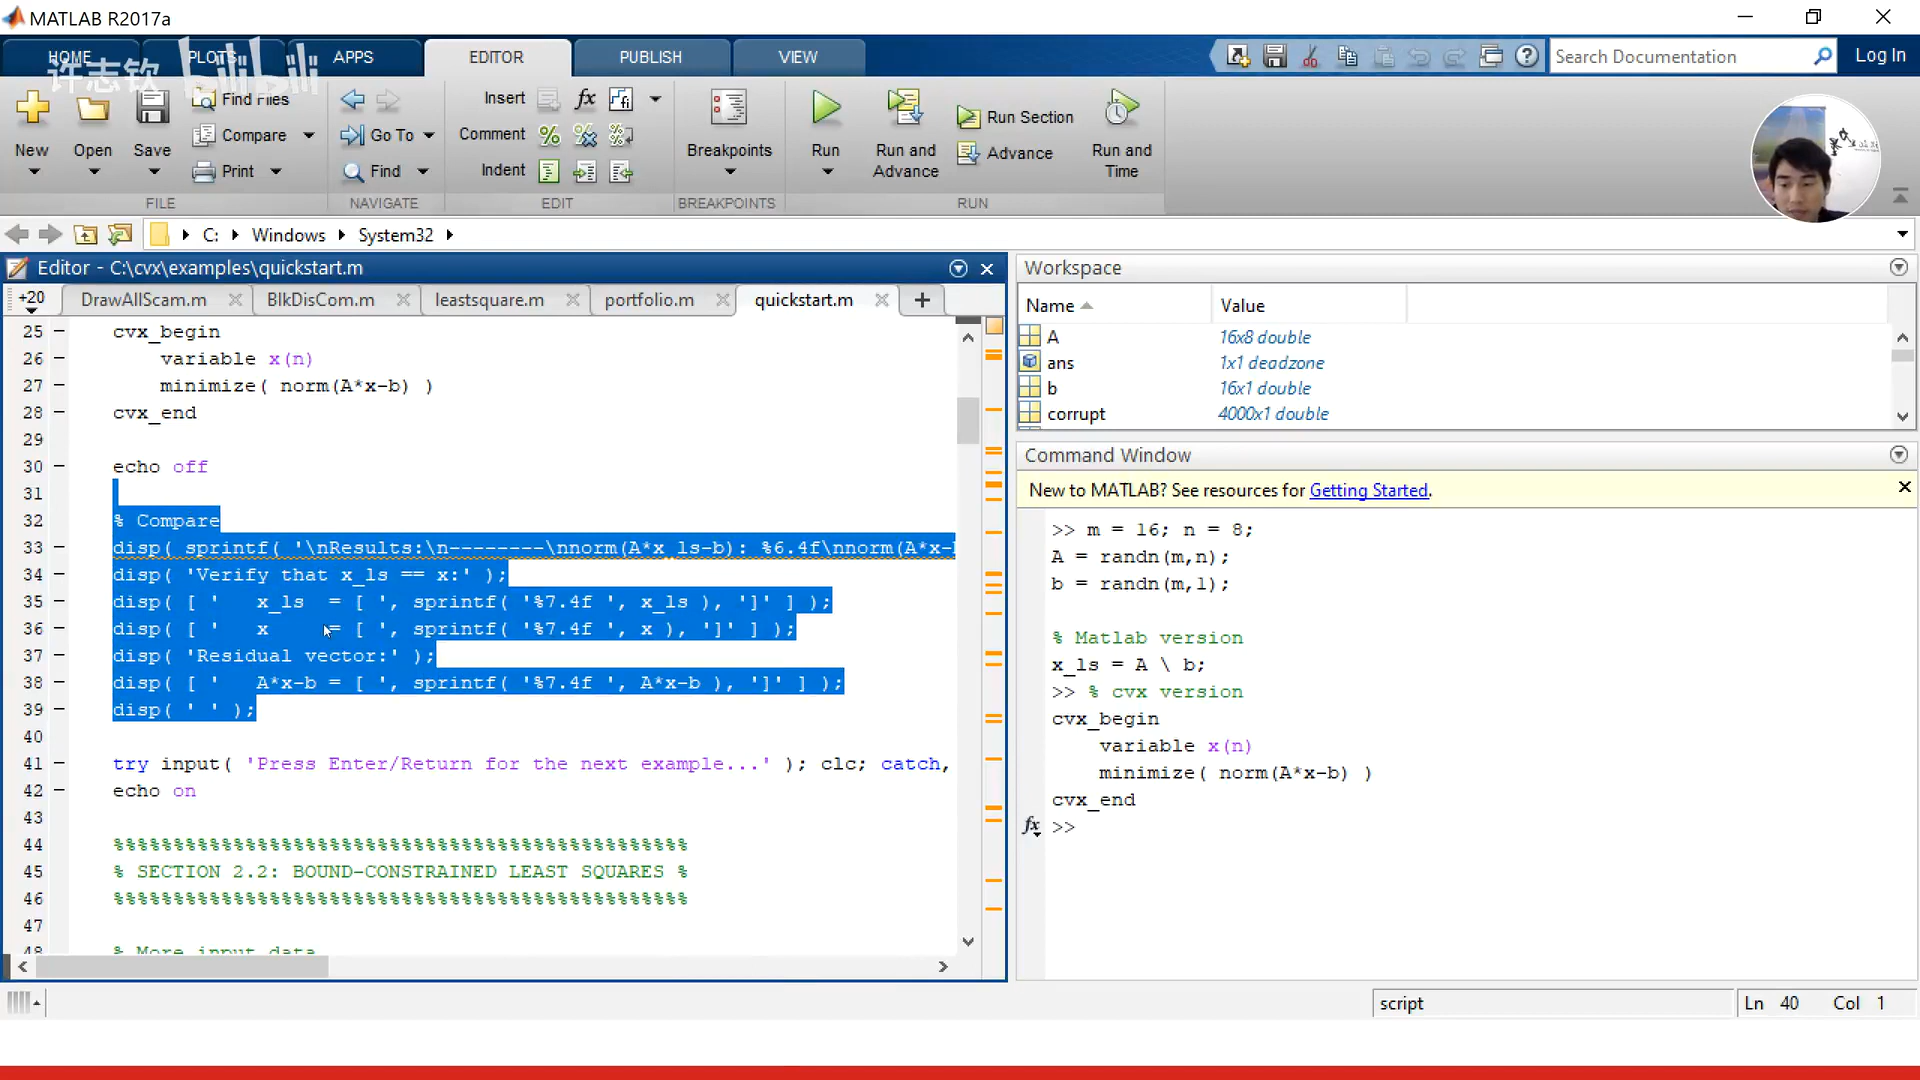 MATLAB R2017a
HOME
PLOTS
APPS
EDITOR
PUBLISH
VIEW
Search Documentation
Log In
许志钦 bilibili
New
Open
Save
Find Files
Compare
Print
Go To
Find
Insert
Comment
Indent
Breakpoints
Run
Run and Advance
Run Section
Advance
Run and Time
FILE
NAVIGATE
EDIT
BREAKPOINTS
RUN
C:
Windows
System32
Editor - C:\cvx\examples\quickstart.m
+20
DrawAllScam.m
BlkDisCom.m
leastsquare.m
portfolio.m
quickstart.m
25 cvx_begin
26 variable x(n)
27 minimize( norm(A*x-b) )
28 cvx_end
29
30 echo off
31
32 % Compare
33 disp( sprintf( '\nResults:\n--------\nnorm(A*x_ls-b): %6.4f\nnorm(A*x-
34 disp( 'Verify that x_ls == x:' );
35 disp( [ '   x_ls  = [ ', sprintf( '%7.4f ', x_ls ), ']' ] );
36 disp( [ '   x     = [ ', sprintf( '%7.4f ', x ), ']' ] );
37 disp( 'Residual vector:' );
38 disp( [ '   A*x-b = [ ', sprintf( '%7.4f ', A*x-b ), ']' ] );
39 disp( ' ' );
40
41 try input( 'Press Enter/Return for the next example...' ); clc; catch,
42 echo on
43
44 %%%%%%%%%%%%%%%%%%%%%%%%%%%%%%%%%%%%%%%%%%%%%%%%
45 % SECTION 2.2: BOUND-CONSTRAINED LEAST SQUARES %
46 %%%%%%%%%%%%%%%%%%%%%%%%%%%%%%%%%%%%%%%%%%%%%%%%
47
48 % More input data
Workspace
Name Value
A 16x8 double
ans 1x1 deadzone
b 16x1 double
corrupt 4000x1 double
Command Window
New to MATLAB? See resources for Getting Started.
>> m = 16; n = 8;
A = randn(m,n);
b = randn(m,1);
% Matlab version
x_ls = A \ b;
>> % cvx version
cvx_begin
variable x(n)
minimize( norm(A*x-b) )
cvx_end
fx >>
script
Ln 40 Col 1